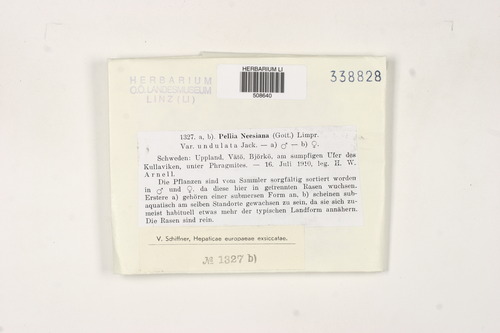 HERBARIUM
O.Ö. LANDESMUSEUM
LINZ (LI)
HERBARIUM LI
508640
338828
1327. a, b). Pellia Neesiana (Gott.) Limpr.
Var. undulata Jack. — a) ♂ — b) ♀.
Schweden: Uppland, Vätö, Björkö, am sumpfigen Ufer des
Kullaviken, unter Phragmites. — 16. Juli 1910, leg. H. W.
Arnell.
Die Pflanzen sind vom Sammler sorgfältig sortiert worden
in ♂ und ♀, da diese hier in getrennten Rasen wuchsen.
Erstere a) gehören einer submersen Form an, b) scheinen sub-
aquatisch am selben Standorte gewachsen zu sein, da sie sich zu-
meist habituell etwas mehr der typischen Landform annähern.
Die Rasen sind rein.
V. Schiffner, Hepaticae europaeae exsiccatae.
№ 1327 b)